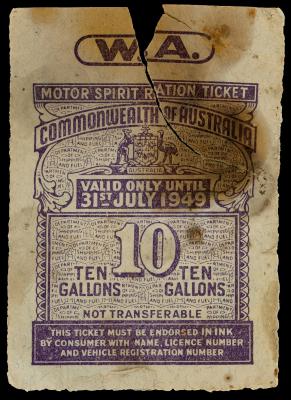 W.A.
MOTOR SPIRIT RATION TICKET
COMMONWEALTH OF AUSTRALIA
AUSTRALIA
VALID ONLY UNTIL
31ST JULY 1949
10
TEN TEN
GALLONS GALLONS
NOT TRANSFERABLE
THIS TICKET MUST BE ENDORSED IN INK
BY CONSUMER WITH NAME, LICENCE NUMBER
AND VEHICLE REGISTRATION NUMBER